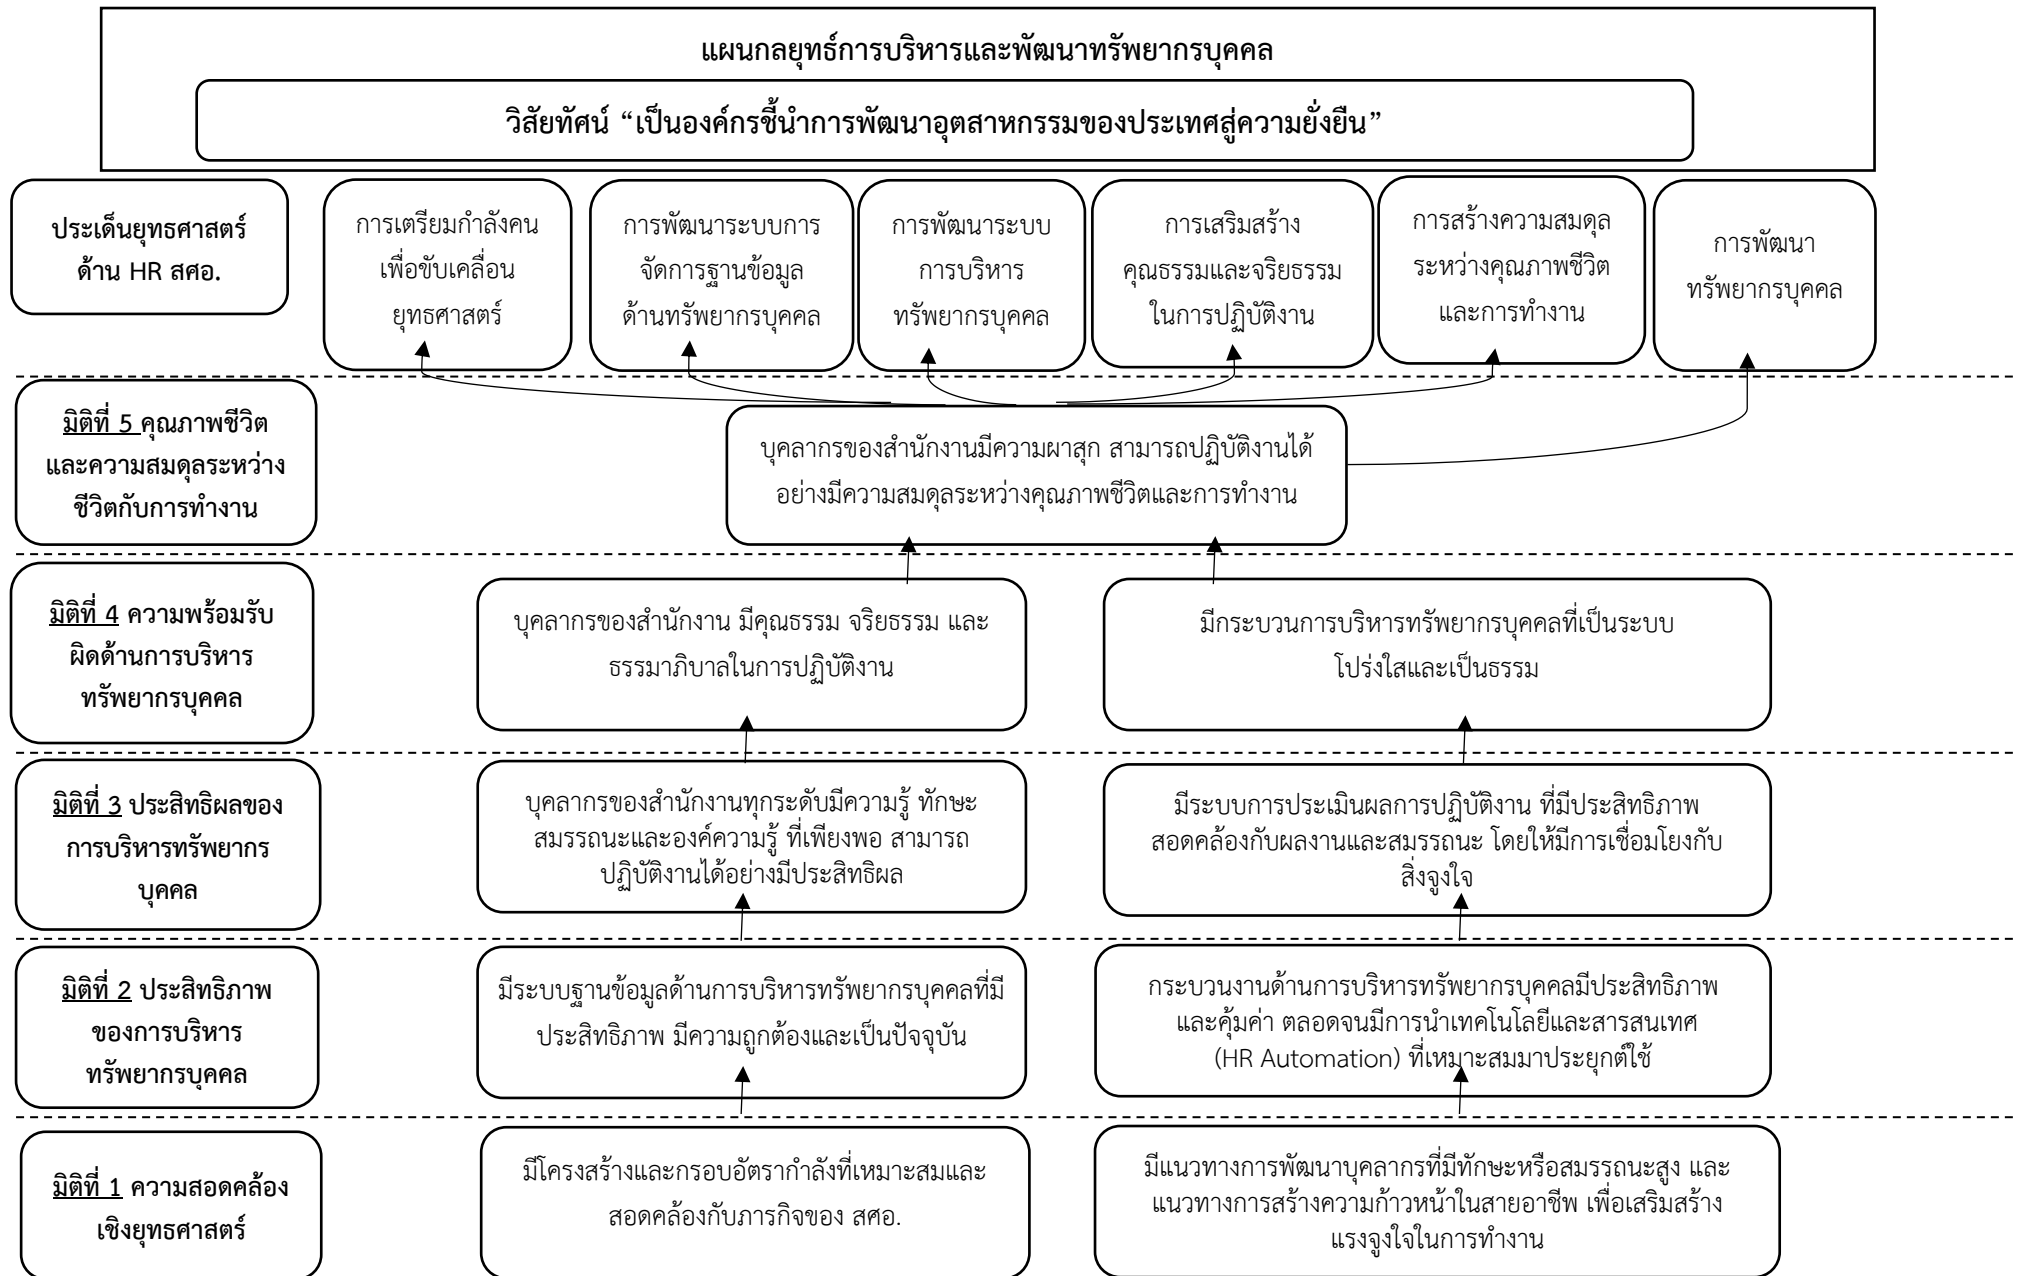 แผนกลยุทธ์การบริหารและพัฒนาทรัพยากรบุคคล
วิสัยทัศน์ “เป็นองค์กรชี้นำการพัฒนาอุตสาหกรรมของประเทศสู่ความยั่งยืน”
ประเด็นยุทธศาสตร์
ด้าน HR สศอ.
การเตรียมกำลังคน
เพื่อขับเคลื่อน
ยุทธศาสตร์
การพัฒนาระบบการ
จัดการฐานข้อมูล
ด้านทรัพยากรบุคคล
การพัฒนาระบบ
การบริหาร
ทรัพยากรบุคคล
การเสริมสร้าง
คุณธรรมและจริยธรรม
ในการปฏิบัติงาน
การสร้างความสมดุล
ระหว่างคุณภาพชีวิต
และการทำงาน
การพัฒนา
ทรัพยากรบุคคล
มิติที่ 5 คุณภาพชีวิต
และความสมดุลระหว่าง
ชีวิตกับการทำงาน
บุคลากรของสำนักงานมีความผาสุก สามารถปฏิบัติงานได้
อย่างมีความสมดุลระหว่างคุณภาพชีวิตและการทำงาน
มิติที่ 4 ความพร้อมรับ
ผิดด้านการบริหาร
ทรัพยากรบุคคล
บุคลากรของสำนักงาน มีคุณธรรม จริยธรรม และ
ธรรมาภิบาลในการปฏิบัติงาน
มีกระบวนการบริหารทรัพยากรบุคคลที่เป็นระบบ
โปร่งใสและเป็นธรรม
มิติที่ 3 ประสิทธิผลของ
การบริหารทรัพยากร
บุคคล
บุคลากรของสำนักงานทุกระดับมีความรู้ ทักษะ
สมรรถนะและองค์ความรู้ ที่เพียงพอ สามารถ
ปฏิบัติงานได้อย่างมีประสิทธิผล
มีระบบการประเมินผลการปฏิบัติงาน ที่มีประสิทธิภาพ
สอดคล้องกับผลงานและสมรรถนะ โดยให้มีการเชื่อมโยงกับ
สิ่งจูงใจ
มิติที่ 2 ประสิทธิภาพ
ของการบริหาร
ทรัพยากรบุคคล
มีระบบฐานข้อมูลด้านการบริหารทรัพยากรบุคคลที่มี
ประสิทธิภาพ มีความถูกต้องและเป็นปัจจุบัน
กระบวนงานด้านการบริหารทรัพยากรบุคคลมีประสิทธิภาพ
และคุ้มค่า ตลอดจนมีการนำเทคโนโลยีและสารสนเทศ
(HR Automation) ที่เหมาะสมมาประยุกต์ใช้
มิติที่ 1 ความสอดคล้อง
เชิงยุทธศาสตร์
มีโครงสร้างและกรอบอัตรากำลังที่เหมาะสมและ
สอดคล้องกับภารกิจของ สศอ.
มีแนวทางการพัฒนาบุคลากรที่มีทักษะหรือสมรรถนะสูง และ
แนวทางการสร้างความก้าวหน้าในสายอาชีพ เพื่อเสริมสร้าง
แรงจูงใจในการทำงาน